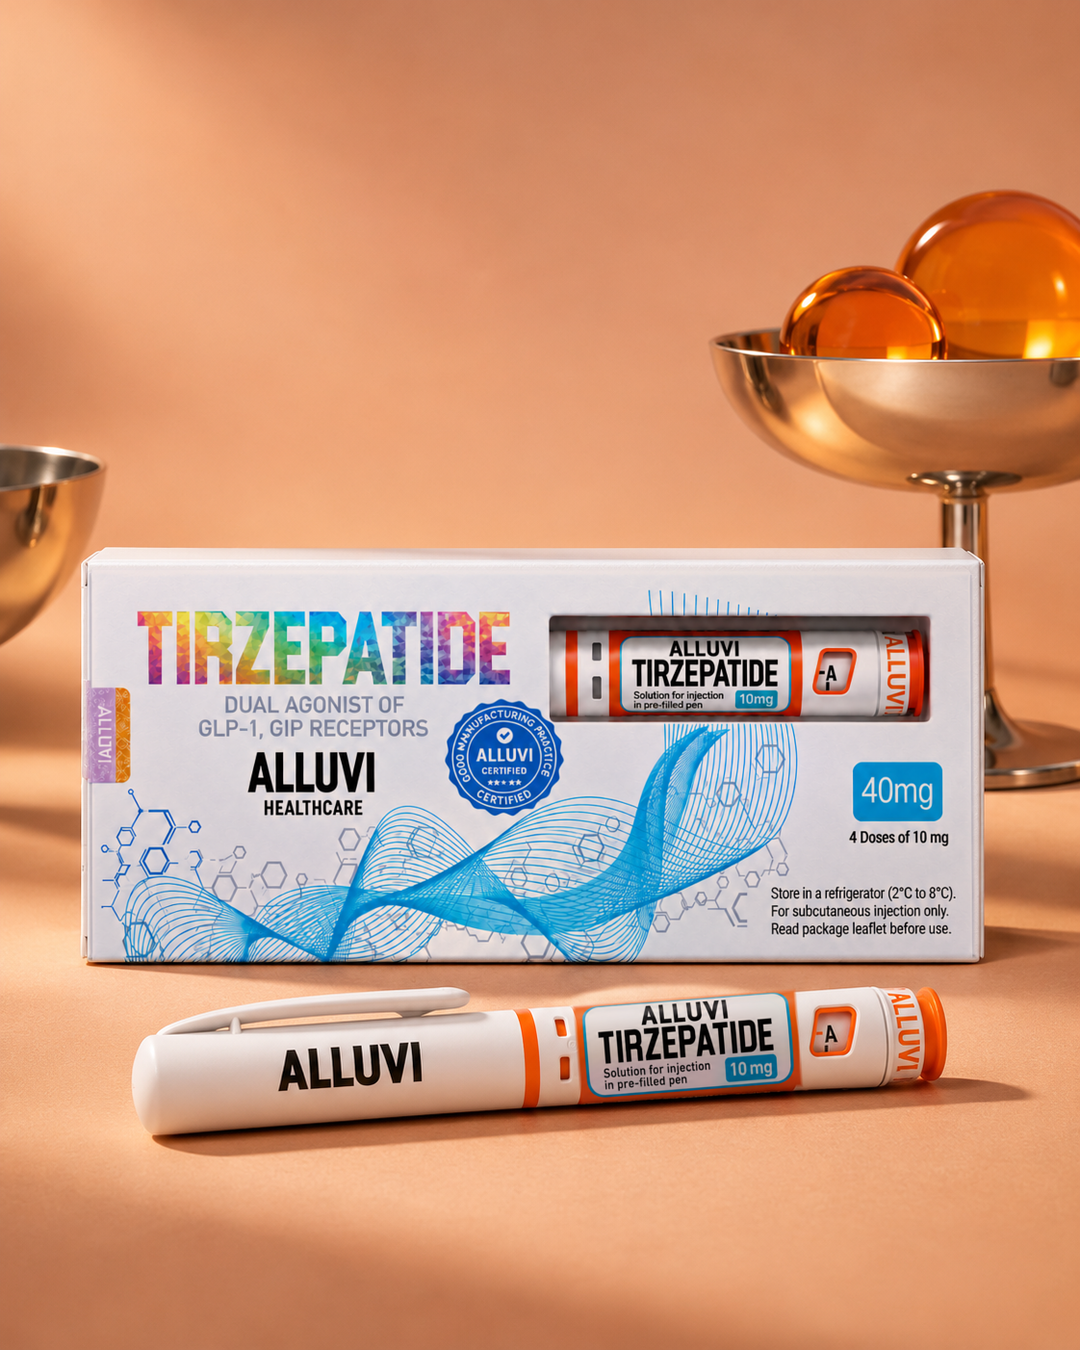 TIRZEPATIDE
DUAL AGONIST OF
GLP-1, GIP RECEPTORS
ALLUVI
HEALTHCARE
ALLUVI
GOOD MANUFACTURING PRACTICE
ALLUVI
CERTIFIED
CERTIFIED
ALLUVI
TIRZEPATIDE
Solution for injection
in pre-filled pen
10mg
-A
ALLUVI
40mg
4 Doses of 10 mg
Store in a refrigerator (2°C to 8°C).
For subcutaneous injection only.
Read package leaflet before use.
ALLUVI
ALLUVI
TIRZEPATIDE
Solution for injection
in pre-filled pen
10 mg
-A
ALLUVI